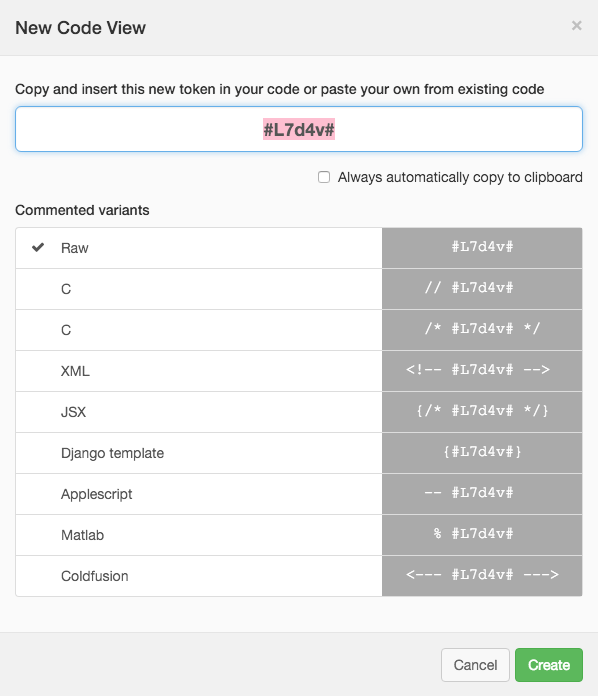 New Code View ×
Copy and insert this new token in your code or paste your own from existing code
#L7d4v#
Always automatically copy to clipboard
Commented variants
Raw #L7d4v#
C // #L7d4v#
C /* #L7d4v# */
XML <!-- #L7d4v# -->
JSX {/* #L7d4v# */}
Django template {#L7d4v#}
Applescript -- #L7d4v#
Matlab % #L7d4v#
Coldfusion <--- #L7d4v# --->
Cancel Create